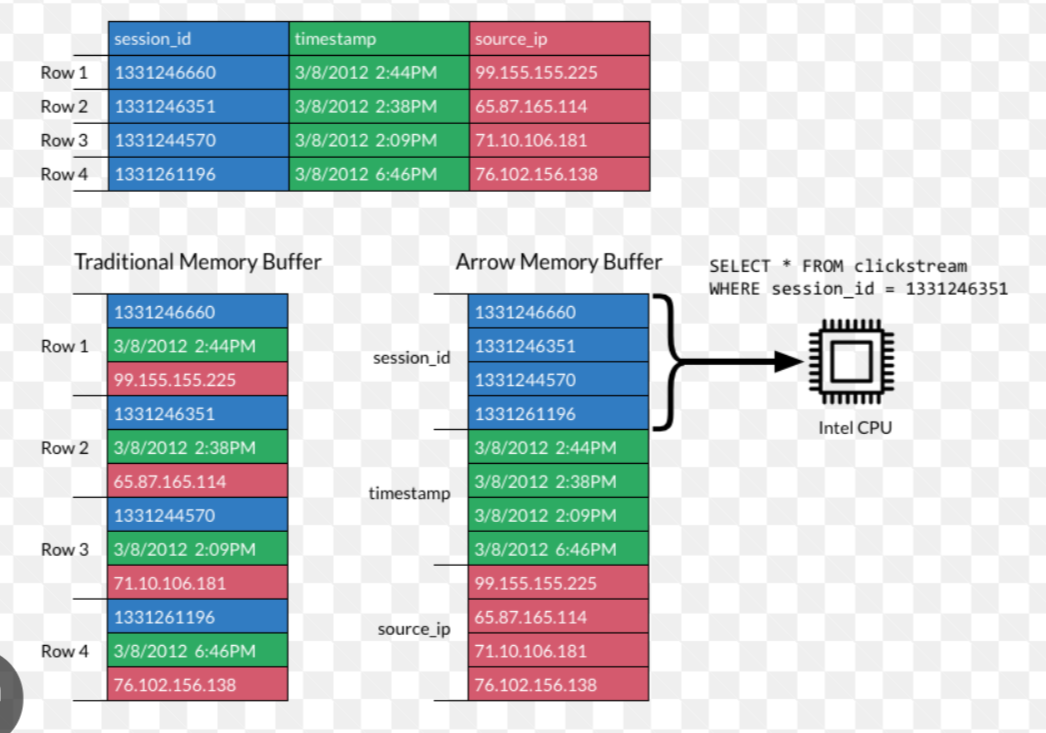 session_id timestamp source_ip
Row 1 1331246660 3/8/2012 2:44PM 99.155.155.225
Row 2 1331246351 3/8/2012 2:38PM 65.87.165.114
Row 3 1331244570 3/8/2012 2:09PM 71.10.106.181
Row 4 1331261196 3/8/2012 6:46PM 76.102.156.138
Traditional Memory Buffer
Row 1
1331246660
3/8/2012 2:44PM
99.155.155.225
Row 2
1331246351
3/8/2012 2:38PM
65.87.165.114
Row 3
1331244570
3/8/2012 2:09PM
71.10.106.181
Row 4
1331261196
3/8/2012 6:46PM
76.102.156.138
Arrow Memory Buffer
session_id
1331246660
1331246351
1331244570
1331261196
timestamp
3/8/2012 2:44PM
3/8/2012 2:38PM
3/8/2012 2:09PM
3/8/2012 6:46PM
source_ip
99.155.155.225
65.87.165.114
71.10.106.181
76.102.156.138
SELECT * FROM clickstream
WHERE session_id = 1331246351
Intel CPU